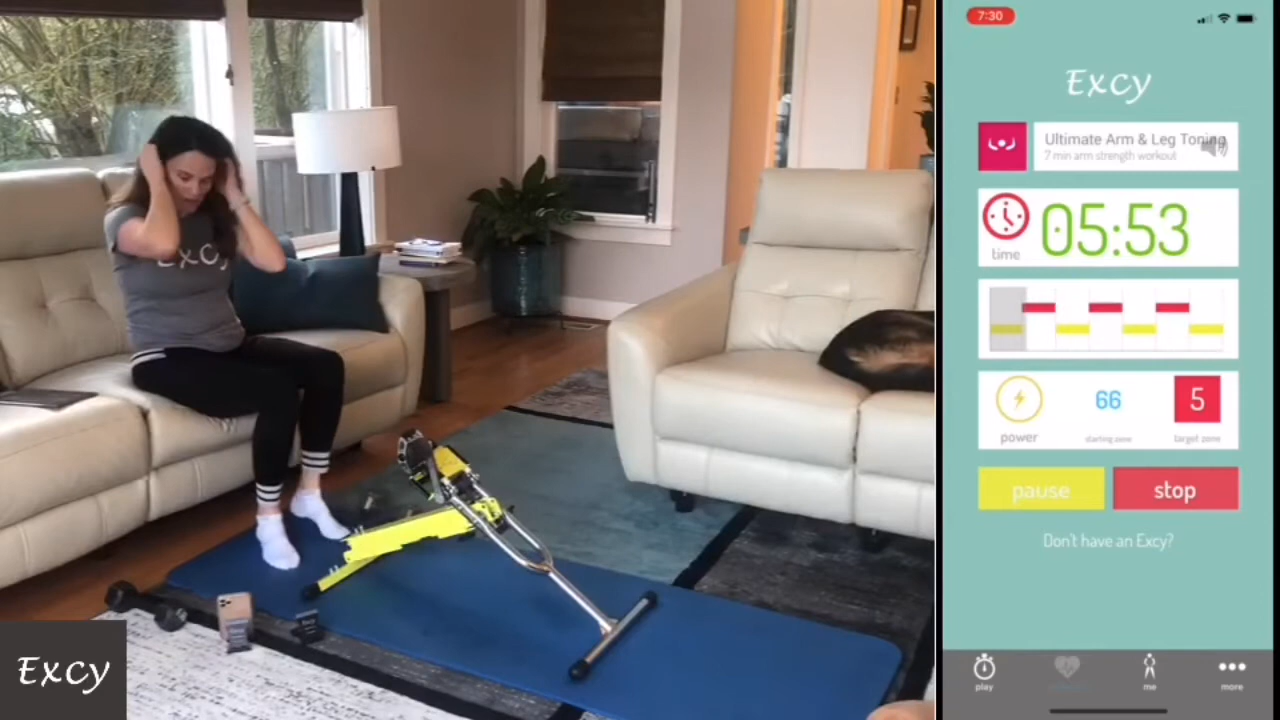 EXCY
Excy
7:30
Excy
Ultimate Arm & Leg Toning
7 min arm strength workout
time
05:53
66
5
power
starting zone
target zone
pause
stop
Don't have an Excy?
play
me
more